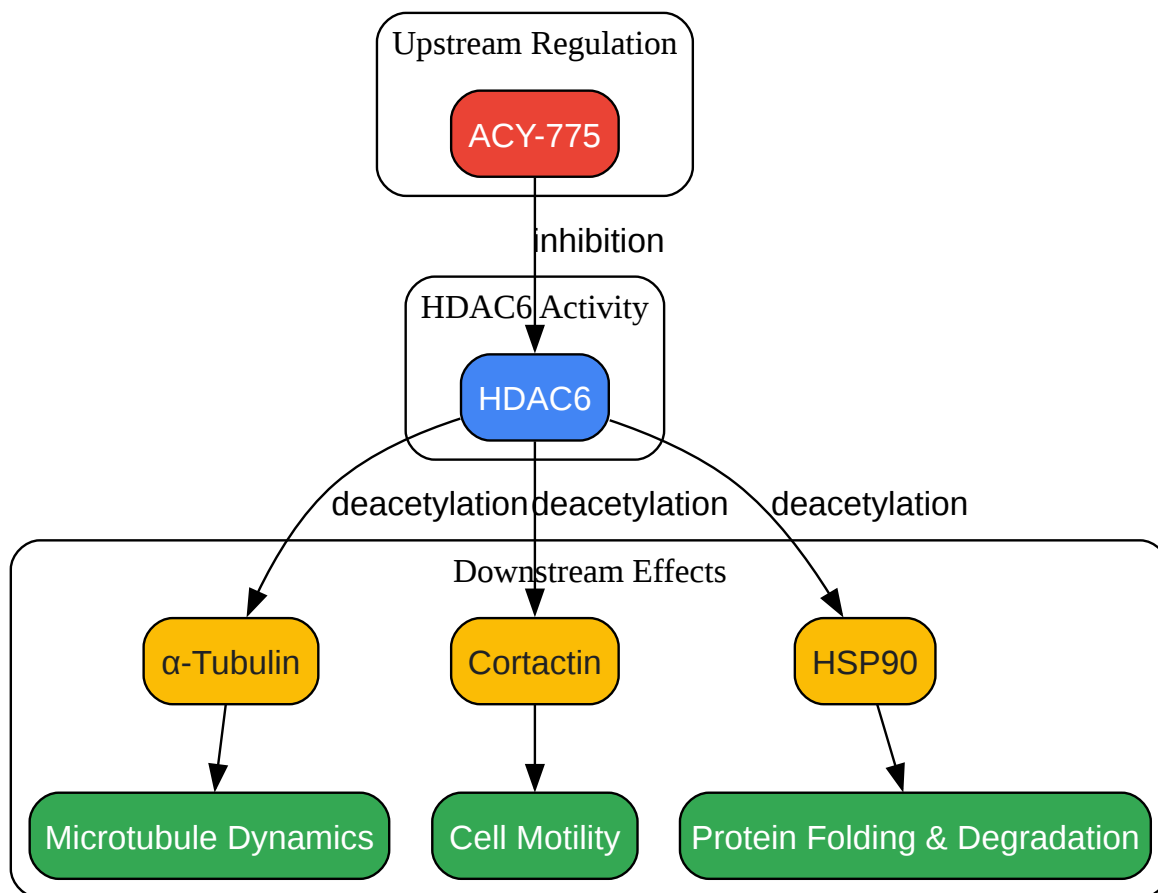 Upstream Regulation
ACY-775
inhibition
HDAC6 Activity
HDAC6
deacetylation
deacetylation
deacetylation
Downstream Effects
α-Tubulin
Cortactin
HSP90
Microtubule Dynamics
Cell Motility
Protein Folding & Degradation